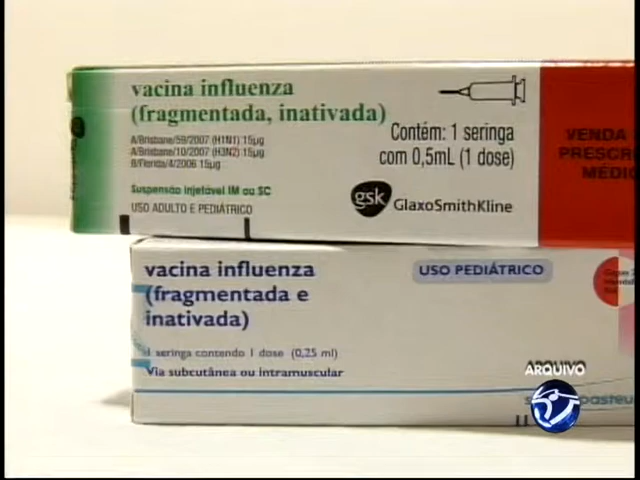 vacina influenza
(fragmentada, inativada)
A/Brisbane/59/2007 (H1N1) 15µg
A/Brisbane/10/2007 (H3N2) 15µg
B/Florida/4/2006 15µg
Suspensão injetável IM ou SC
USO ADULTO E PEDIÁTRICO
Contém: 1 seringa
com 0,5mL (1 dose)
gsk GlaxoSmithKline
VENDA
PRESCR
MÉDIC
vacina influenza
(fragmentada e
inativada)
1 seringa contendo 1 dose (0,25 ml)
Via subcutânea ou intramuscular
USO PEDIÁTRICO
ARQUIVO